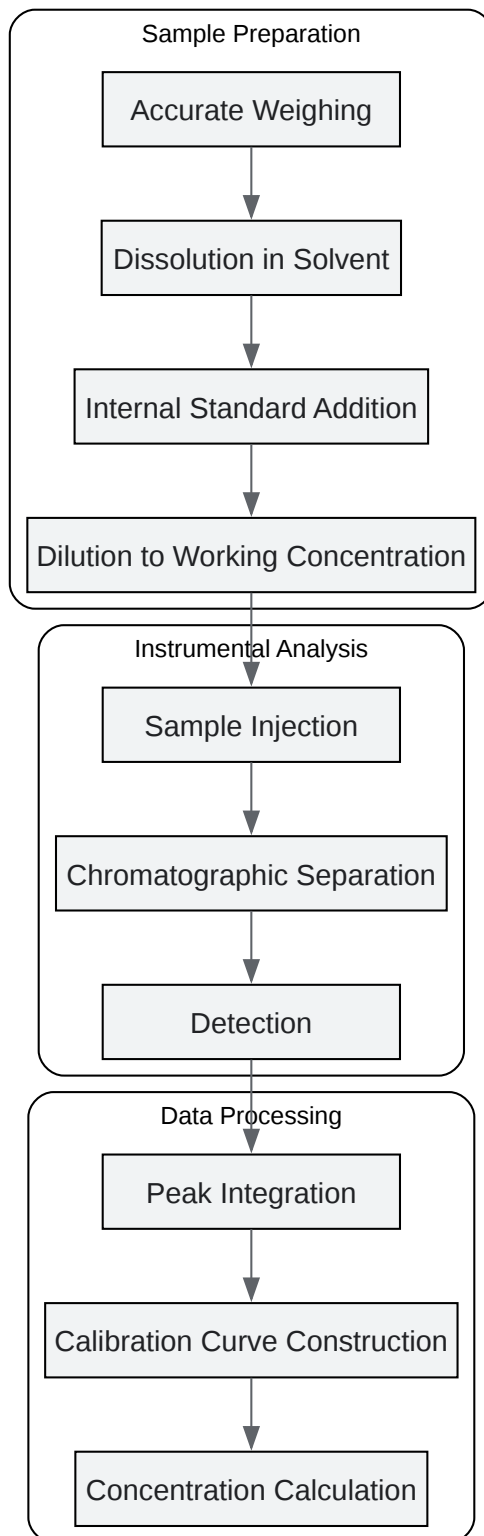 Sample Preparation
Accurate Weighing
Dissolution in Solvent
Internal Standard Addition
Dilution to Working Concentration
Instrumental Analysis
Sample Injection
Chromatographic Separation
Detection
Data Processing
Peak Integration
Calibration Curve Construction
Concentration Calculation